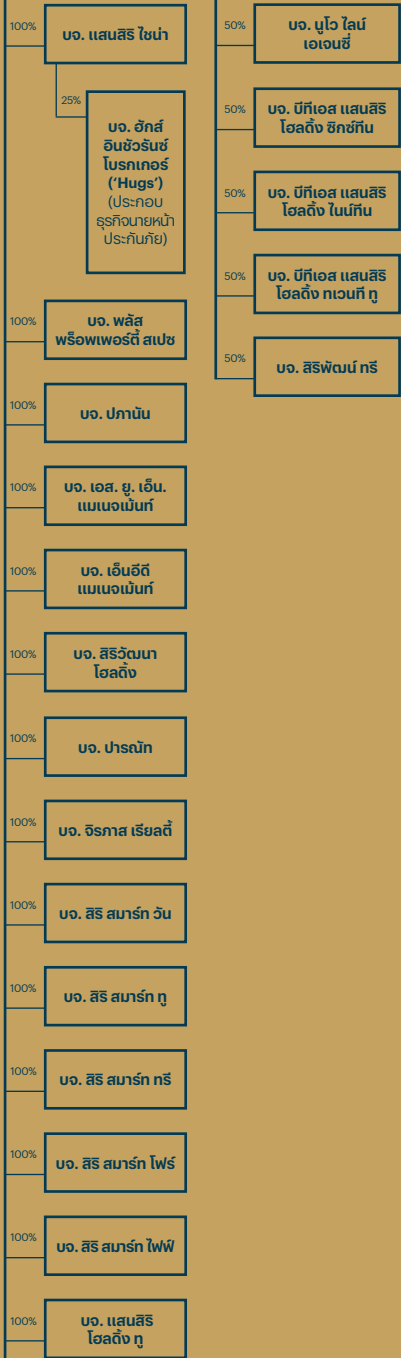 100%
บจ. แสนสิริ ไชน่า
25%
บจ. ฮักส์
อินชัวรันซ์
โบรกเกอร์
(‘Hugs’)
(ประกอบ
ธุรกิจนายหน้า
ประกันภัย)
100%
บจ. พลัส
พร็อพเพอร์ตี้ สเปซ
100%
บจ. ปภานัน
100%
บจ. เอส. ยู. เอ็น.
แมเนจเม้นท์
100%
บจ. เอ็นอีดี
แมเนจเม้นท์
100%
บจ. สิริวัฒนา
โฮลดิ้ง
100%
บจ. ปารณัท
100%
บจ. จิรภาส เรียลตี้
100%
บจ. สิริ สมาร์ท วัน
100%
บจ. สิริ สมาร์ท ทู
100%
บจ. สิริ สมาร์ท ทรี
100%
บจ. สิริ สมาร์ท โฟร์
100%
บจ. สิริ สมาร์ท ไฟฟ์
100%
บจ. แสนสิริ
โฮลดิ้ง ทู
50%
บจ. นูโว ไลน์
เอเจนซี่
50%
บจ. บีทีเอส แสนสิริ
โฮลดิ้ง ซิกซ์ทีน
50%
บจ. บีทีเอส แสนสิริ
โฮลดิ้ง ไนน์ทีน
50%
บจ. บีทีเอส แสนสิริ
โฮลดิ้ง ทเวนที ทู
50%
บจ. สิริพัฒน์ ทรี